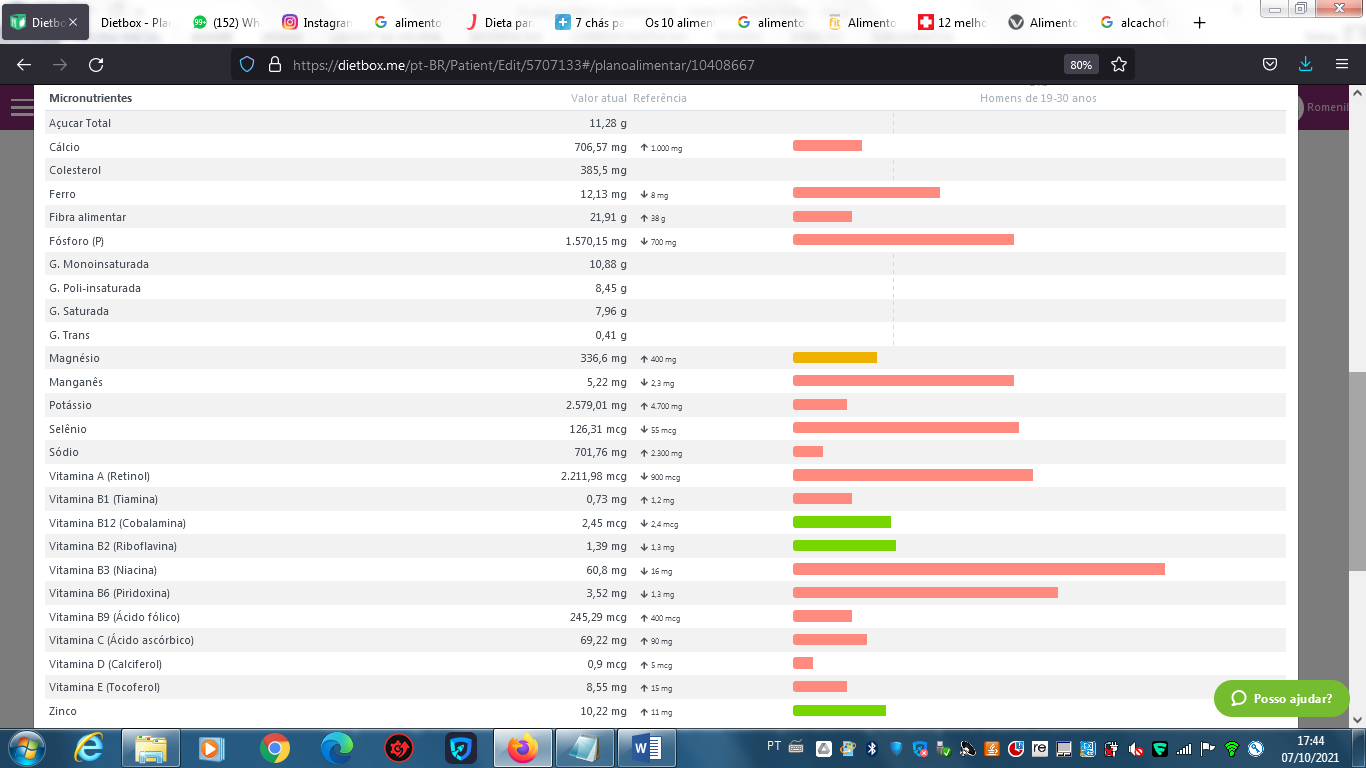 Dietbox
Dietbox - Pla
99+ (152) Wh
Instagran
alimento
Dieta par
7 chás pa
Os 10 alimen
alimento
fit Alimento
12 melho
Alimento
alcachofr
https://dietbox.me/pt-BR/Patient/Edit/5707133#/planoalimentar/10408667
80%
Micronutrientes Valor atual Referência Homens de 19-30 anos
Romenil
Açucar Total 11,28 g
Cálcio 706,57 mg ↑ 1.000 mg
Colesterol 385,5 mg
Ferro 12,13 mg ↓ 8 mg
Fibra alimentar 21,91 g ↑ 38 g
Fósforo (P) 1.570,15 mg ↓ 700 mg
G. Monoinsaturada 10,88 g
G. Poli-insaturada 8,45 g
G. Saturada 7,96 g
G. Trans 0,41 g
Magnésio 336,6 mg ↑ 400 mg
Manganês 5,22 mg ↓ 2,3 mg
Potássio 2.579,01 mg ↑ 4.700 mg
Selênio 126,31 mcg ↓ 55 mcg
Sódio 701,76 mg ↑ 2.300 mg
Vitamina A (Retinol) 2.211,98 mcg ↓ 900 mcg
Vitamina B1 (Tiamina) 0,73 mg ↑ 1,2 mg
Vitamina B12 (Cobalamina) 2,45 mcg ↓ 2,4 mcg
Vitamina B2 (Riboflavina) 1,39 mg ↓ 1,3 mg
Vitamina B3 (Niacina) 60,8 mg ↓ 16 mg
Vitamina B6 (Piridoxina) 3,52 mg ↓ 1,3 mg
Vitamina B9 (Ácido fólico) 245,29 mcg ↑ 400 mcg
Vitamina C (Ácido ascórbico) 69,22 mg ↑ 90 mg
Vitamina D (Calciferol) 0,9 mcg ↑ 5 mcg
Vitamina E (Tocoferol) 8,55 mg ↑ 15 mg
Zinco 10,22 mg ↑ 11 mg
Posso ajudar?
PT
re
17:44
07/10/2021